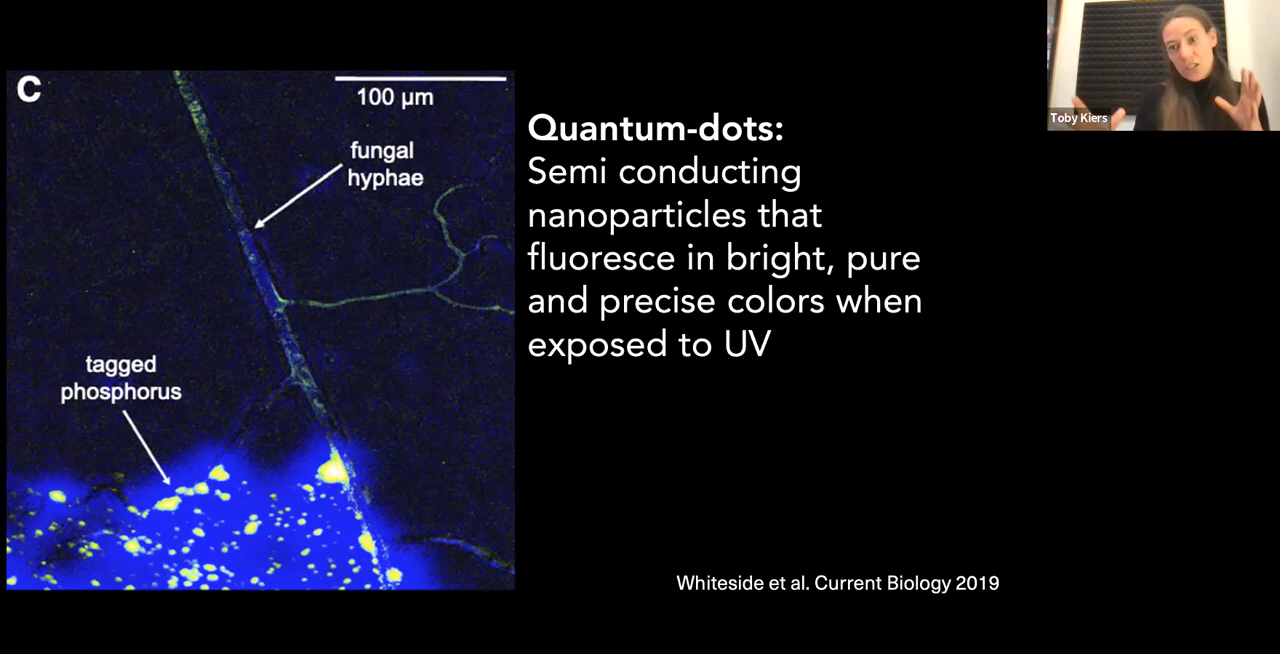 C
100 µm
fungal
hyphae
tagged
phosphorus
Quantum-dots:
Semi conducting
nanoparticles that
fluoresce in bright, pure
and precise colors when
exposed to UV
Whiteside et al. Current Biology 2019
Toby Kiers